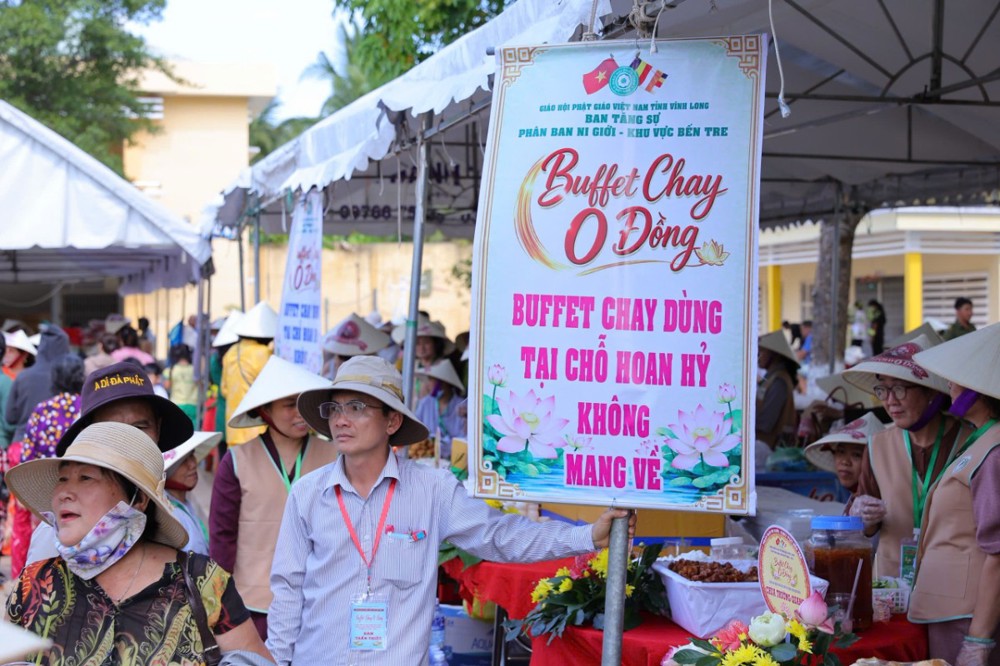 GIÁO HỘI PHẬT GIÁO VIỆT NAM TỈNH VĨNH LONG
BAN TĂNG SỰ
PHÂN BAN NI GIỚI - KHU VỰC BẾN TRE
Buffet Chay
0 Đồng
BUFFET CHAY DÙNG
TẠI CHỖ HOAN HỶ
KHÔNG
MANG VỀ
A DI ĐÀ PHẬT